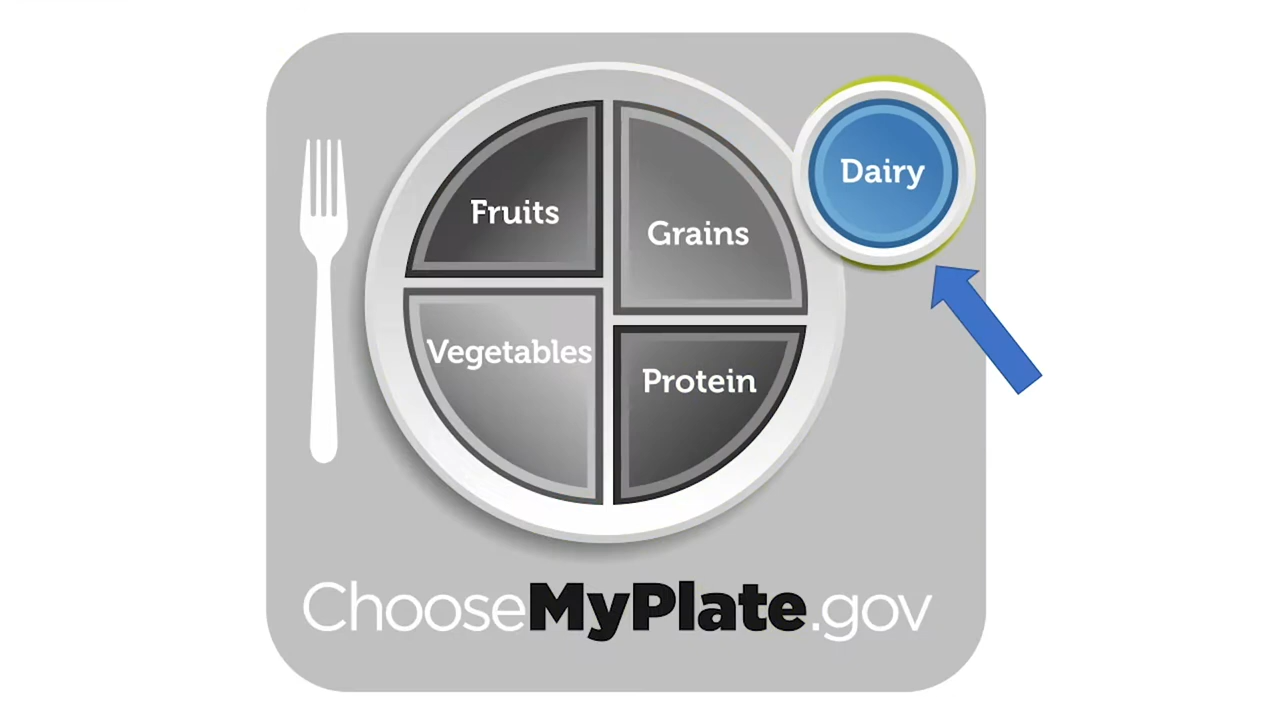 Fruits
Grains
Dairy
Vegetables
Protein
ChooseMyPlate.gov